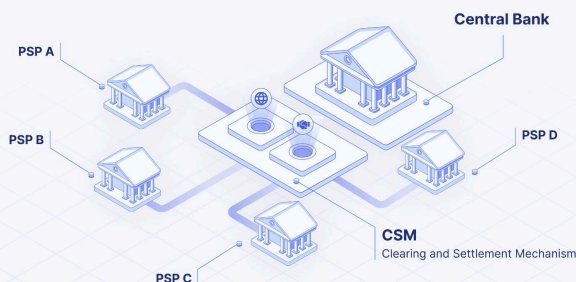 Central Bank
PSP A
PSP B
PSP D
CSM
Clearing and Settlement Mechanism
PSP C